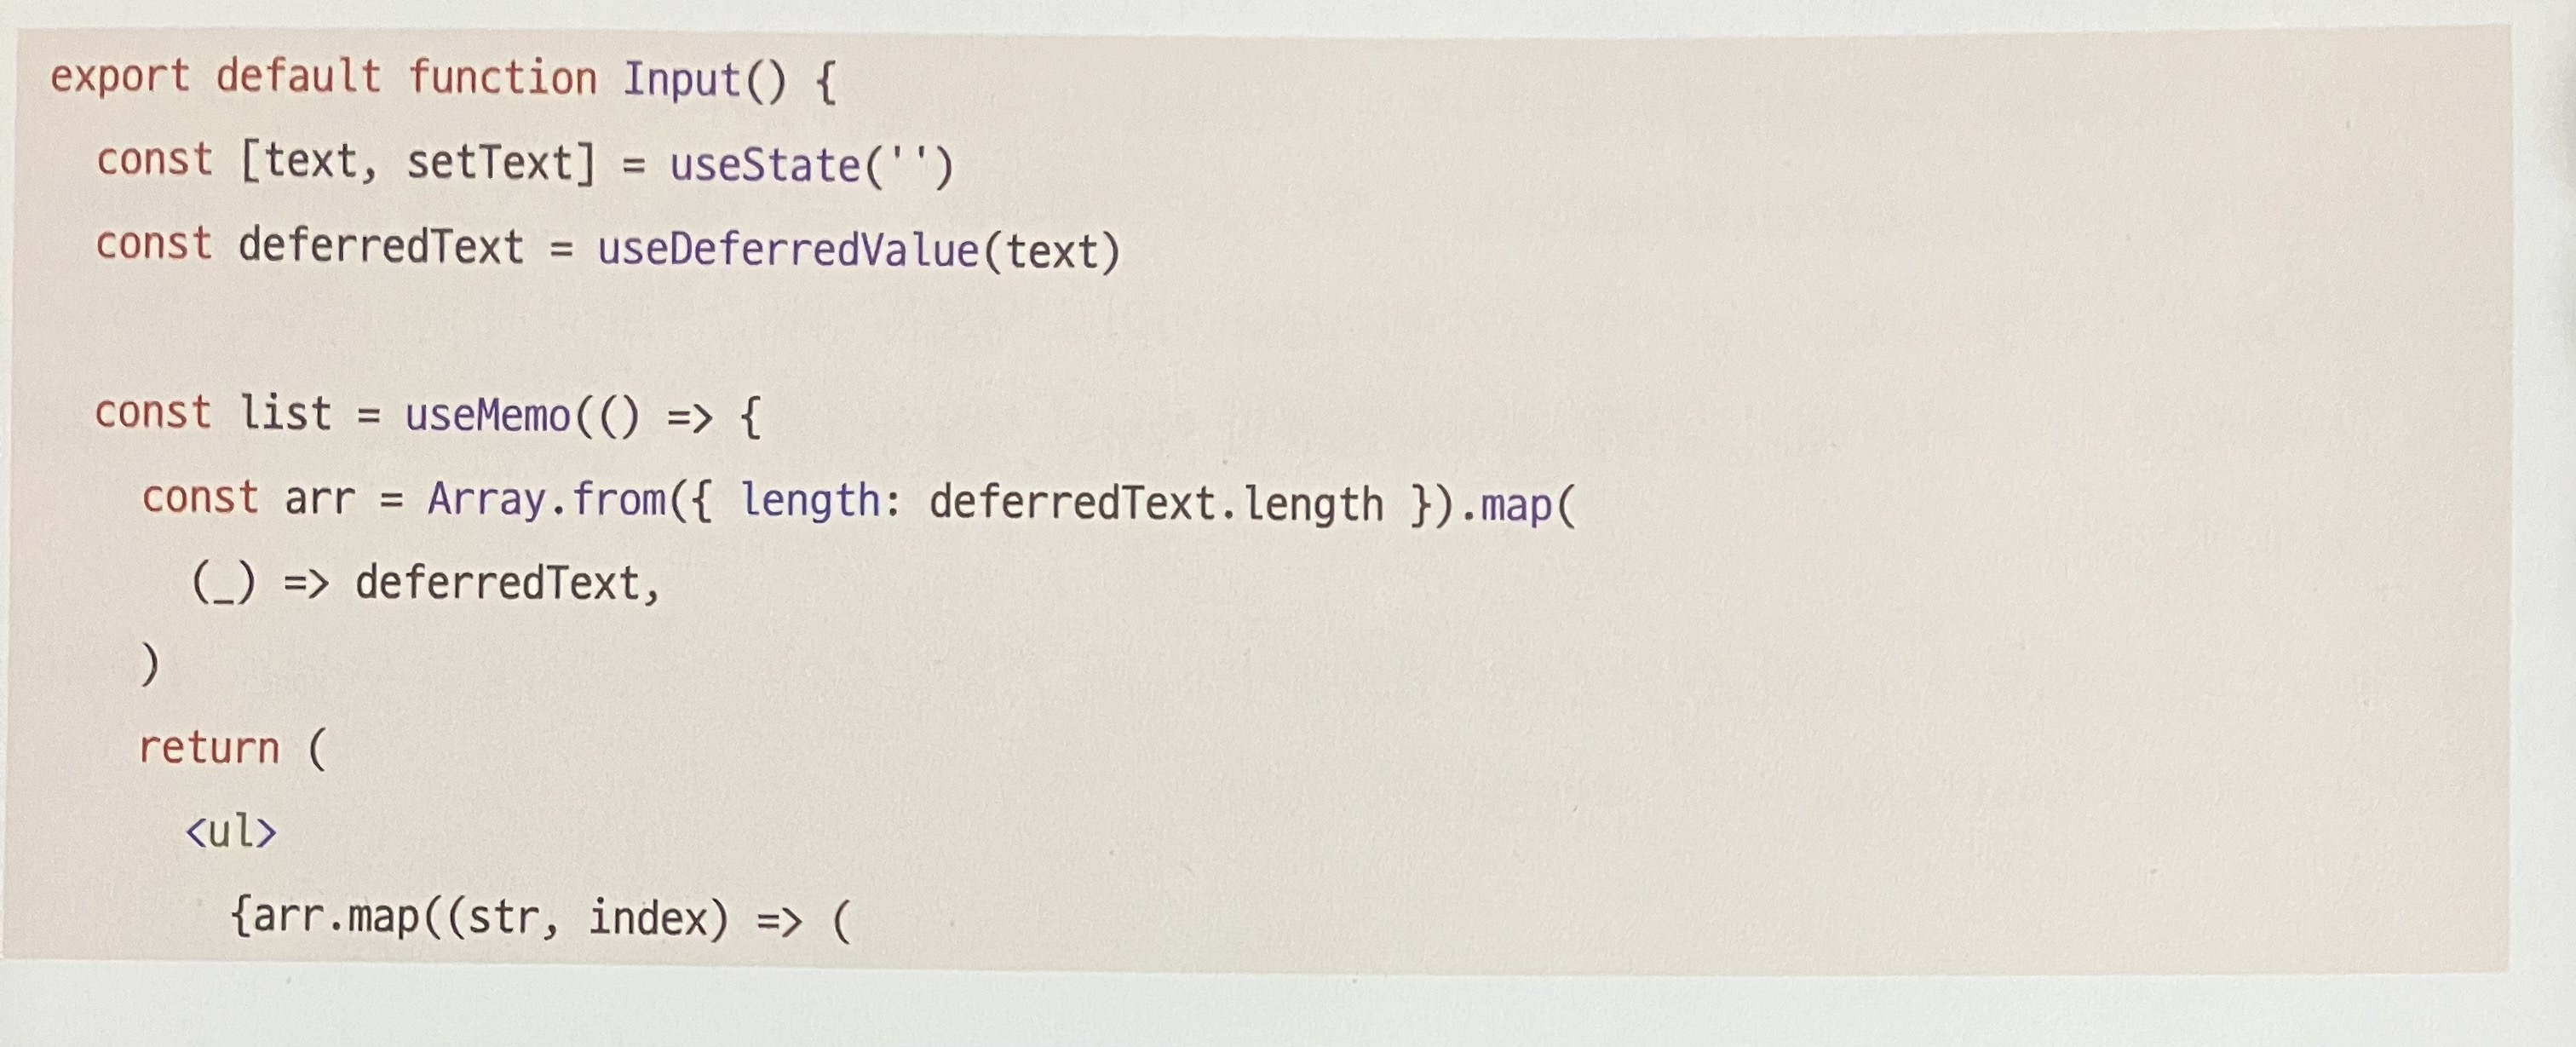 export default function Input() {
  const [text, setText] = useState('')
  const deferredText = useDeferredValue(text)

  const list = useMemo(() => {
    const arr = Array.from({ length: deferredText.length }).map(
      (_) => deferredText,
    )
    return (
      <ul>
        {arr.map((str, index) => (